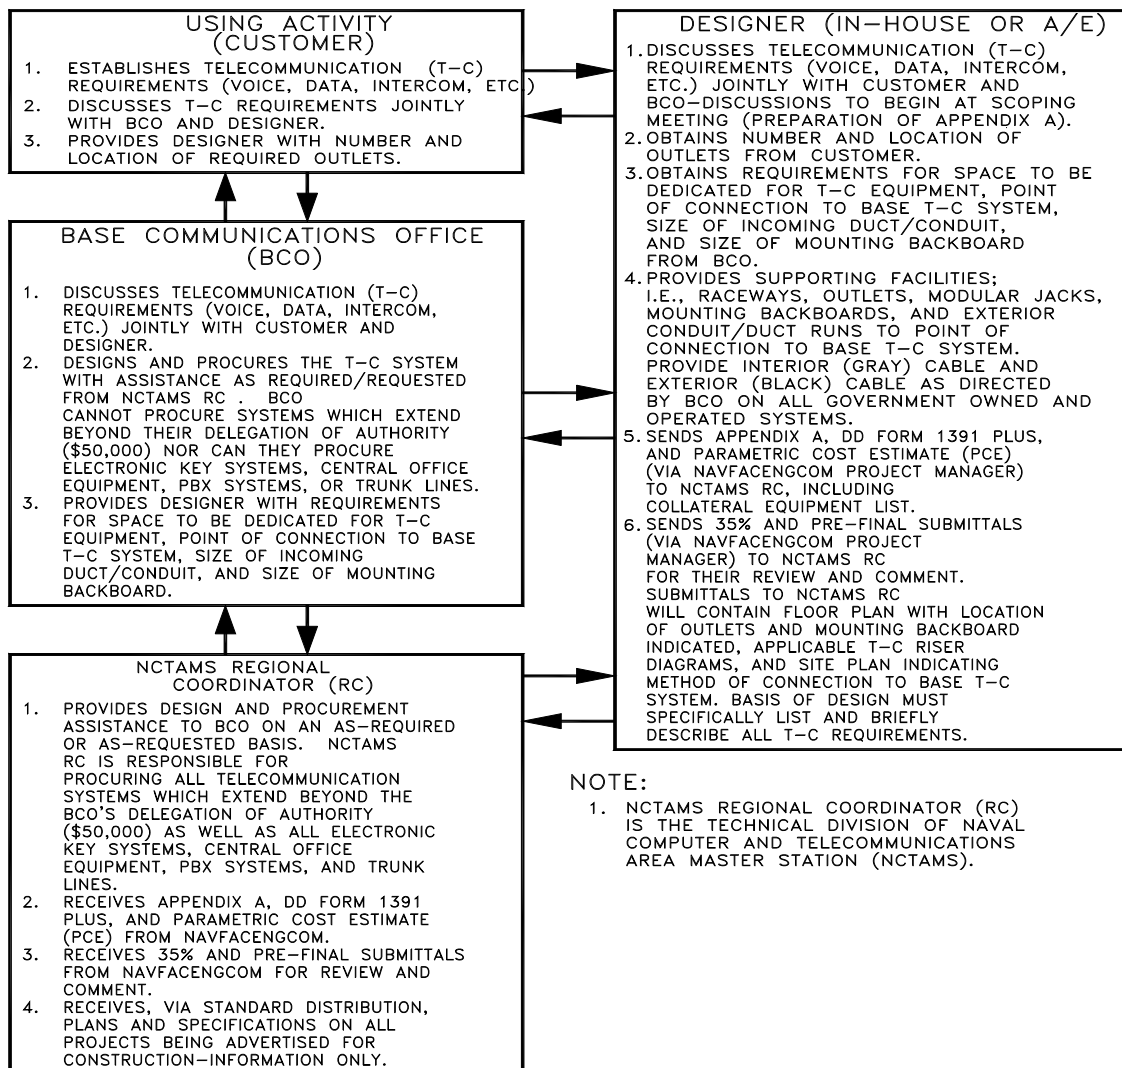 USING ACTIVITY
(CUSTOMER)
1. ESTABLISHES TELECOMMUNICATION (T-C)
REQUIREMENTS (VOICE, DATA, INTERCOM, ETC.)
2. DISCUSSES T-C REQUIREMENTS JOINTLY
WITH BCO AND DESIGNER.
3. PROVIDES DESIGNER WITH NUMBER AND
LOCATION OF REQUIRED OUTLETS.
BASE COMMUNICATIONS OFFICE
(BCO)
1. DISCUSSES TELECOMMUNICATION (T-C)
REQUIREMENTS (VOICE, DATA, INTERCOM,
ETC.) JOINTLY WITH CUSTOMER AND
DESIGNER.
2. DESIGNS AND PROCURES THE T-C SYSTEM
WITH ASSISTANCE AS REQUIRED/REQUESTED
FROM NCTAMS RC . BCO
CANNOT PROCURE SYSTEMS WHICH EXTEND
BEYOND THEIR DELEGATION OF AUTHORITY
($50,000) NOR CAN THEY PROCURE
ELECTRONIC KEY SYSTEMS, CENTRAL OFFICE
EQUIPMENT, PBX SYSTEMS, OR TRUNK LINES.
3. PROVIDES DESIGNER WITH REQUIREMENTS
FOR SPACE TO BE DEDICATED FOR T-C
EQUIPMENT, POINT OF CONNECTION TO BASE
T-C SYSTEM, SIZE OF INCOMING
DUCT/CONDUIT, AND SIZE OF MOUNTING
BACKBOARD.
NCTAMS REGIONAL
COORDINATOR (RC)
1. PROVIDES DESIGN AND PROCUREMENT
ASSISTANCE TO BCO ON AN AS-REQUIRED
OR AS-REQUESTED BASIS. NCTAMS
RC IS RESPONSIBLE FOR
PROCURING ALL TELECOMMUNICATION
SYSTEMS WHICH EXTEND BEYOND THE
BCO'S DELEGATION OF AUTHORITY
($50,000) AS WELL AS ALL ELECTRONIC
KEY SYSTEMS, CENTRAL OFFICE
EQUIPMENT, PBX SYSTEMS, AND TRUNK
LINES.
2. RECEIVES APPENDIX A, DD FORM 1391
PLUS, AND PARAMETRIC COST ESTIMATE
(PCE) FROM NAVFACENGCOM.
3. RECEIVES 35% AND PRE-FINAL SUBMITTALS
FROM NAVFACENGCOM FOR REVIEW AND
COMMENT.
4. RECEIVES, VIA STANDARD DISTRIBUTION,
PLANS AND SPECIFICATIONS ON ALL
PROJECTS BEING ADVERTISED FOR
CONSTRUCTION-INFORMATION ONLY.
DESIGNER (IN-HOUSE OR A/E)
1. DISCUSSES TELECOMMUNICATION (T-C)
REQUIREMENTS (VOICE, DATA, INTERCOM,
ETC.) JOINTLY WITH CUSTOMER AND
BCO-DISCUSSIONS TO BEGIN AT SCOPING
MEETING (PREPARATION OF APPENDIX A).
2. OBTAINS NUMBER AND LOCATION OF
OUTLETS FROM CUSTOMER.
3. OBTAINS REQUIREMENTS FOR SPACE TO BE
DEDICATED FOR T-C EQUIPMENT, POINT
OF CONNECTION TO BASE T-C SYSTEM,
SIZE OF INCOMING DUCT/CONDUIT,
AND SIZE OF MOUNTING BACKBOARD
FROM BCO.
4. PROVIDES SUPPORTING FACILITIES;
I.E., RACEWAYS, OUTLETS, MODULAR JACKS,
MOUNTING BACKBOARDS, AND EXTERIOR
CONDUIT/DUCT RUNS TO POINT OF
CONNECTION TO BASE T-C SYSTEM.
PROVIDE INTERIOR (GRAY) CABLE AND
EXTERIOR (BLACK) CABLE AS DIRECTED
BY BCO ON ALL GOVERNMENT OWNED AND
OPERATED SYSTEMS.
5. SENDS APPENDIX A, DD FORM 1391 PLUS,
AND PARAMETRIC COST ESTIMATE (PCE)
(VIA NAVFACENGCOM PROJECT MANAGER)
TO NCTAMS RC, INCLUDING
COLLATERAL EQUIPMENT LIST.
6. SENDS 35% AND PRE-FINAL SUBMITTALS
(VIA NAVFACENGCOM PROJECT
MANAGER) TO NCTAMS RC
FOR THEIR REVIEW AND COMMENT.
SUBMITTALS TO NCTAMS RC
WILL CONTAIN FLOOR PLAN WITH LOCATION
OF OUTLETS AND MOUNTING BACKBOARD
INDICATED, APPLICABLE T-C RISER
DIAGRAMS, AND SITE PLAN INDICATING
METHOD OF CONNECTION TO BASE T-C
SYSTEM. BASIS OF DESIGN MUST
SPECIFICALLY LIST AND BRIEFLY
DESCRIBE ALL T-C REQUIREMENTS.
NOTE:
1. NCTAMS REGIONAL COORDINATOR (RC)
IS THE TECHNICAL DIVISION OF NAVAL
COMPUTER AND TELECOMMUNICATIONS
AREA MASTER STATION (NCTAMS).